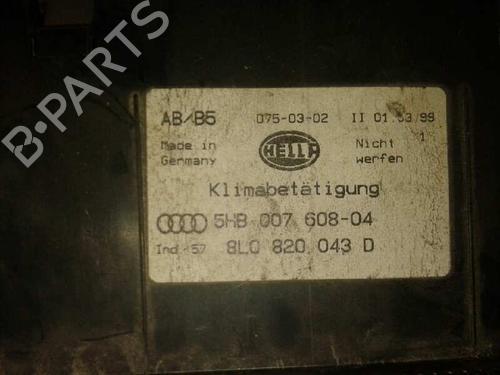 B-PARTS
AB/B5 075-03-02 II 01.03/99
1
Made in Germany
HELLA
Nicht werfen
Klimabetätigung
5HB 007 608-04
Ind 57 8L0 820 043 D